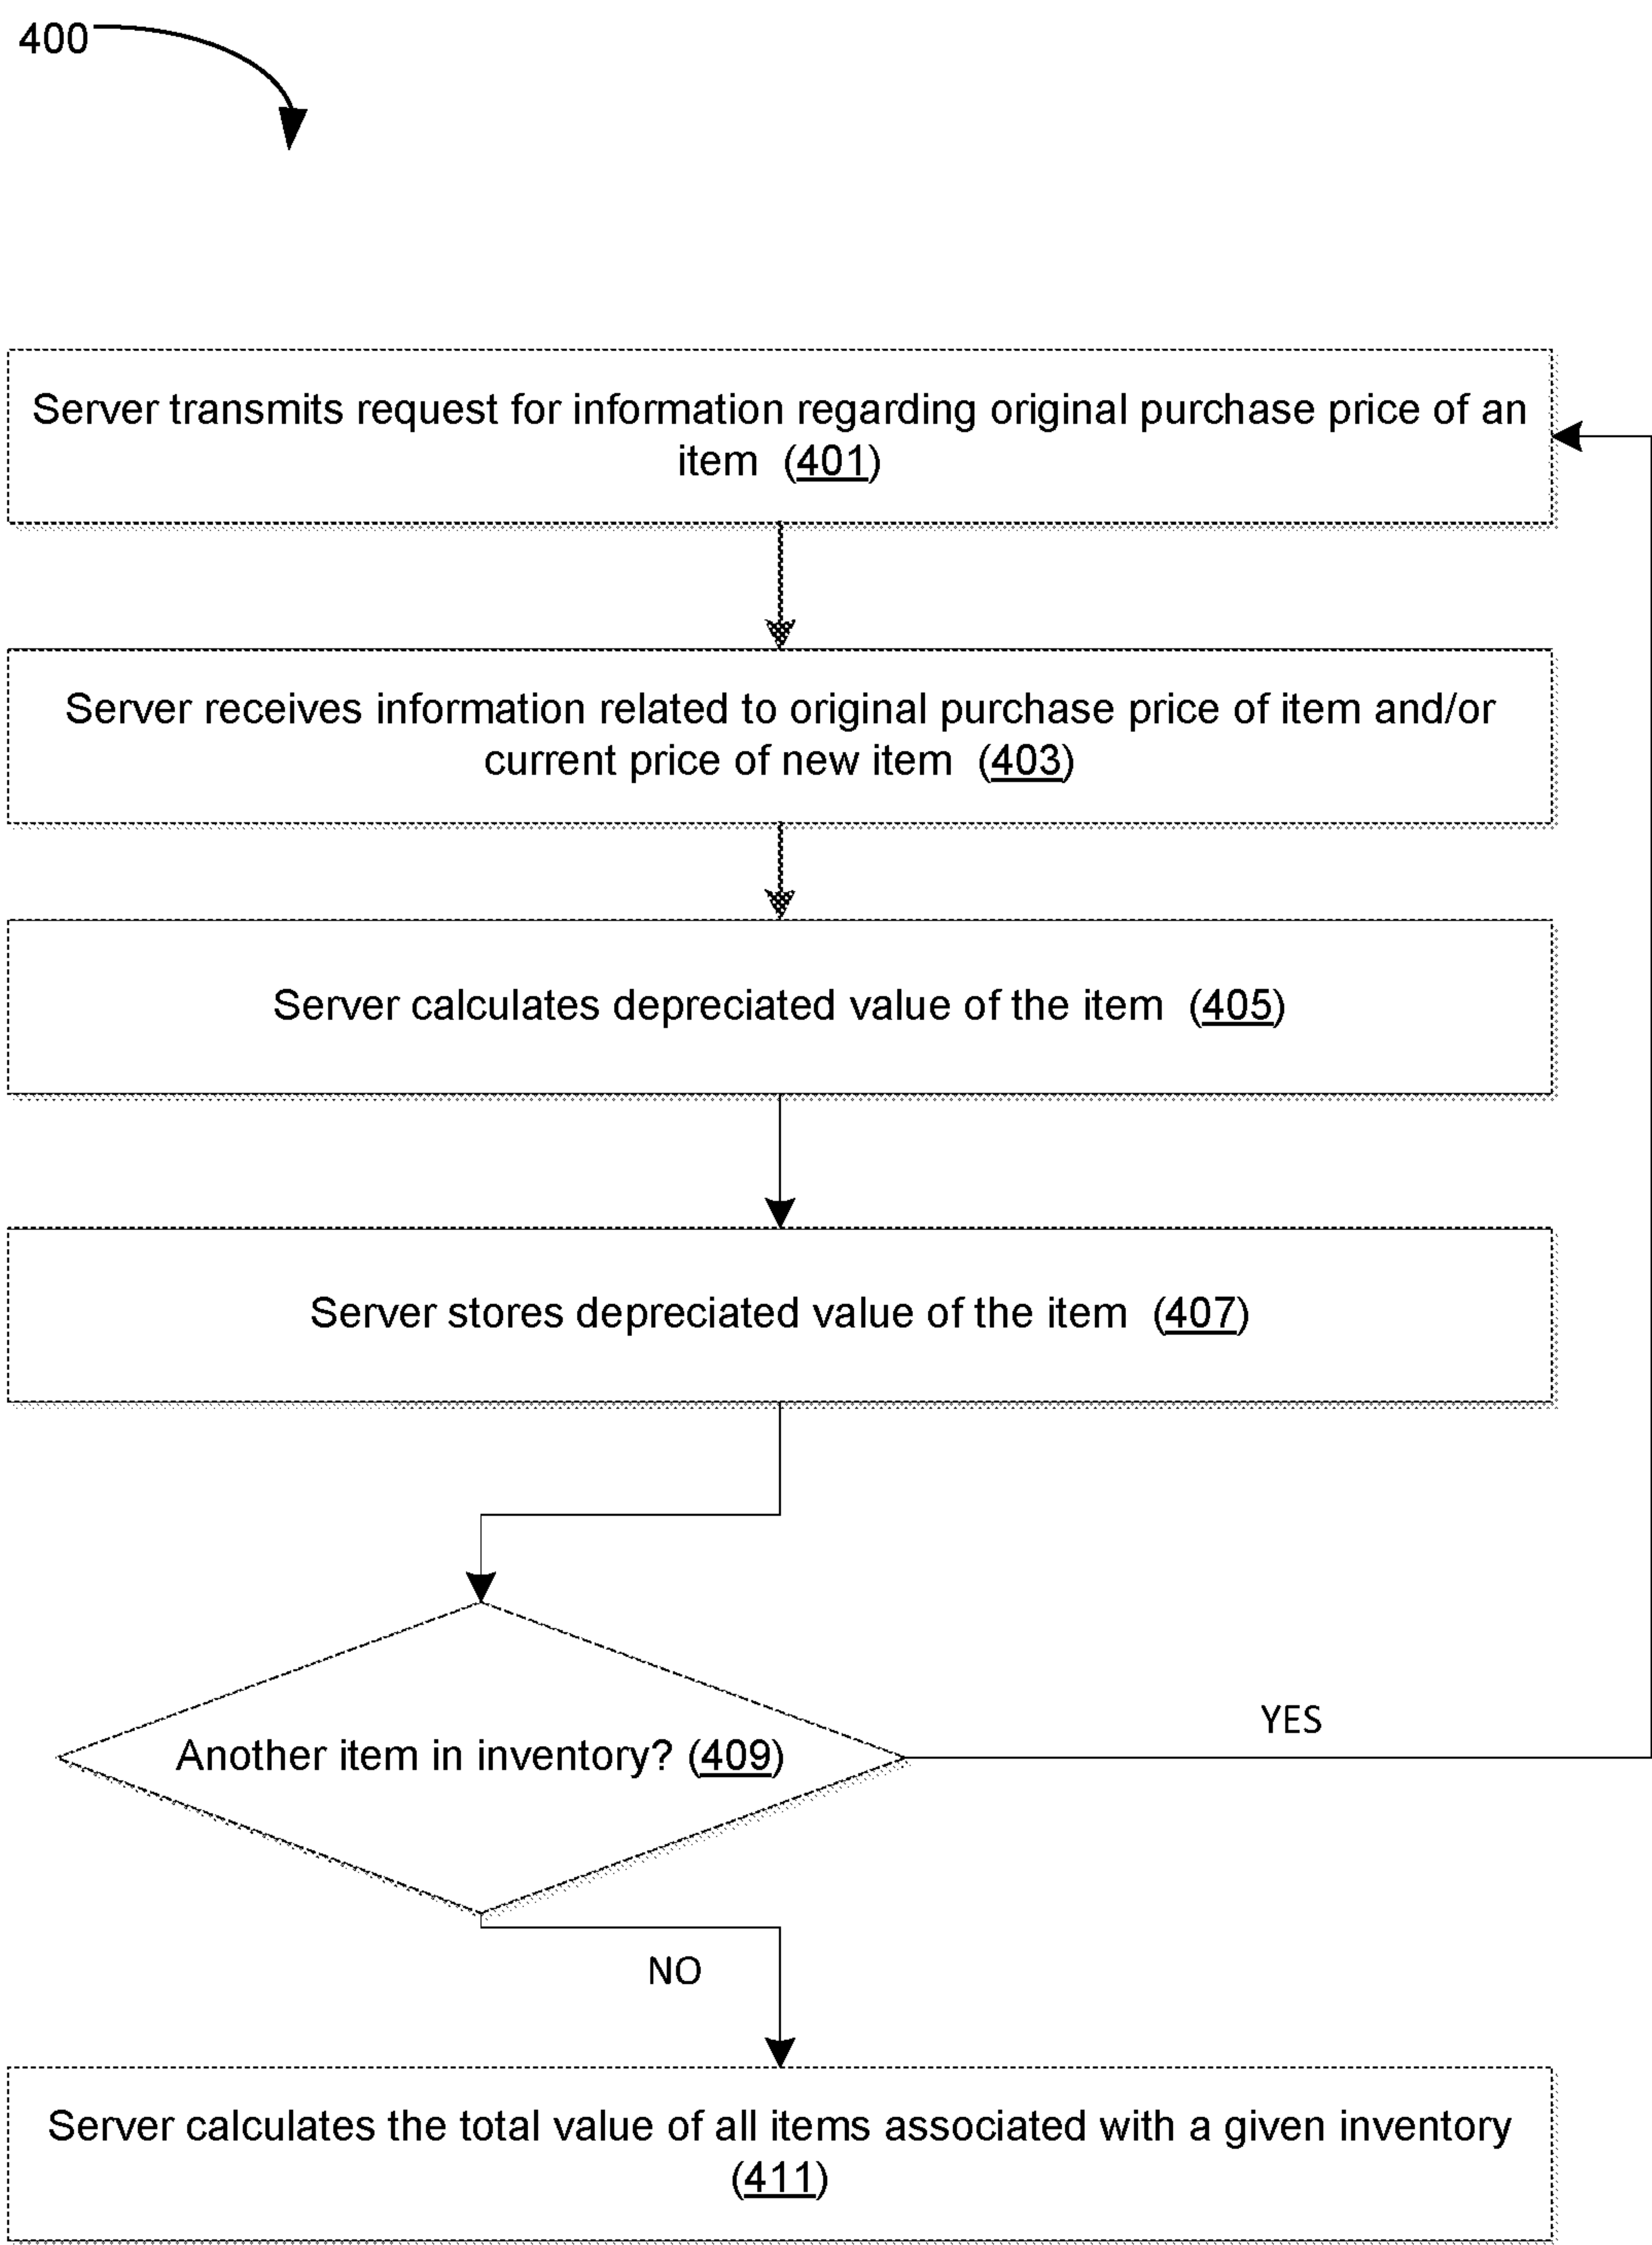 400
Server transmits request for information regarding original purchase price of an
item (401)
Server receives information related to original purchase price of item and/or
current price of new item (403)
Server calculates depreciated value of the item (405)
Server stores depreciated value of the item (407)
Another item in inventory? (409)
YES
NO
Server calculates the total value of all items associated with a given inventory
(411)